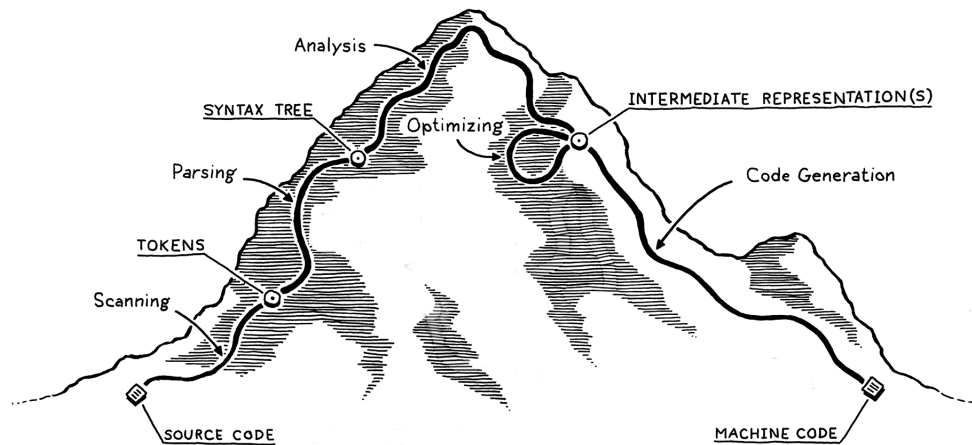 Analysis
SYNTAX TREE
INTERMEDIATE REPRESENTATION(S)
Optimizing
Parsing
Code Generation
TOKENS
Scanning
SOURCE CODE
MACHINE CODE